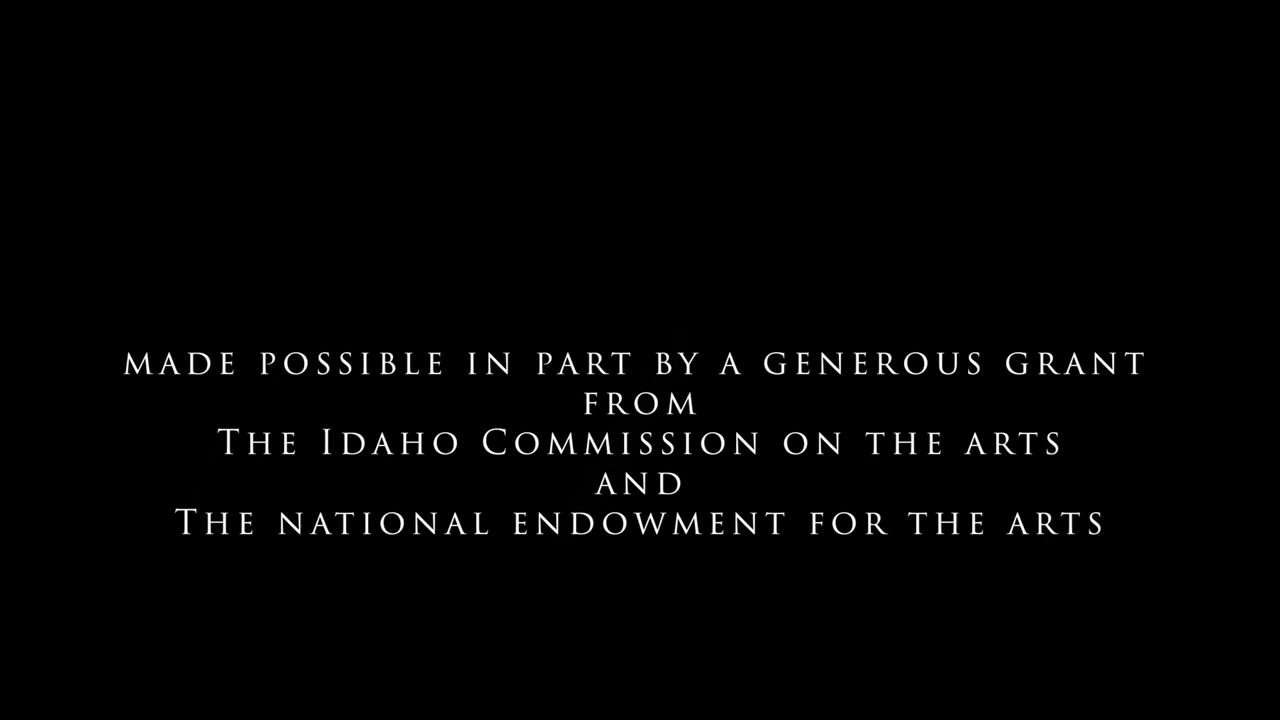 MADE POSSIBLE IN PART BY A GENEROUS GRANT
FROM
THE IDAHO COMMISSION ON THE ARTS
AND
THE NATIONAL ENDOWMENT FOR THE ARTS